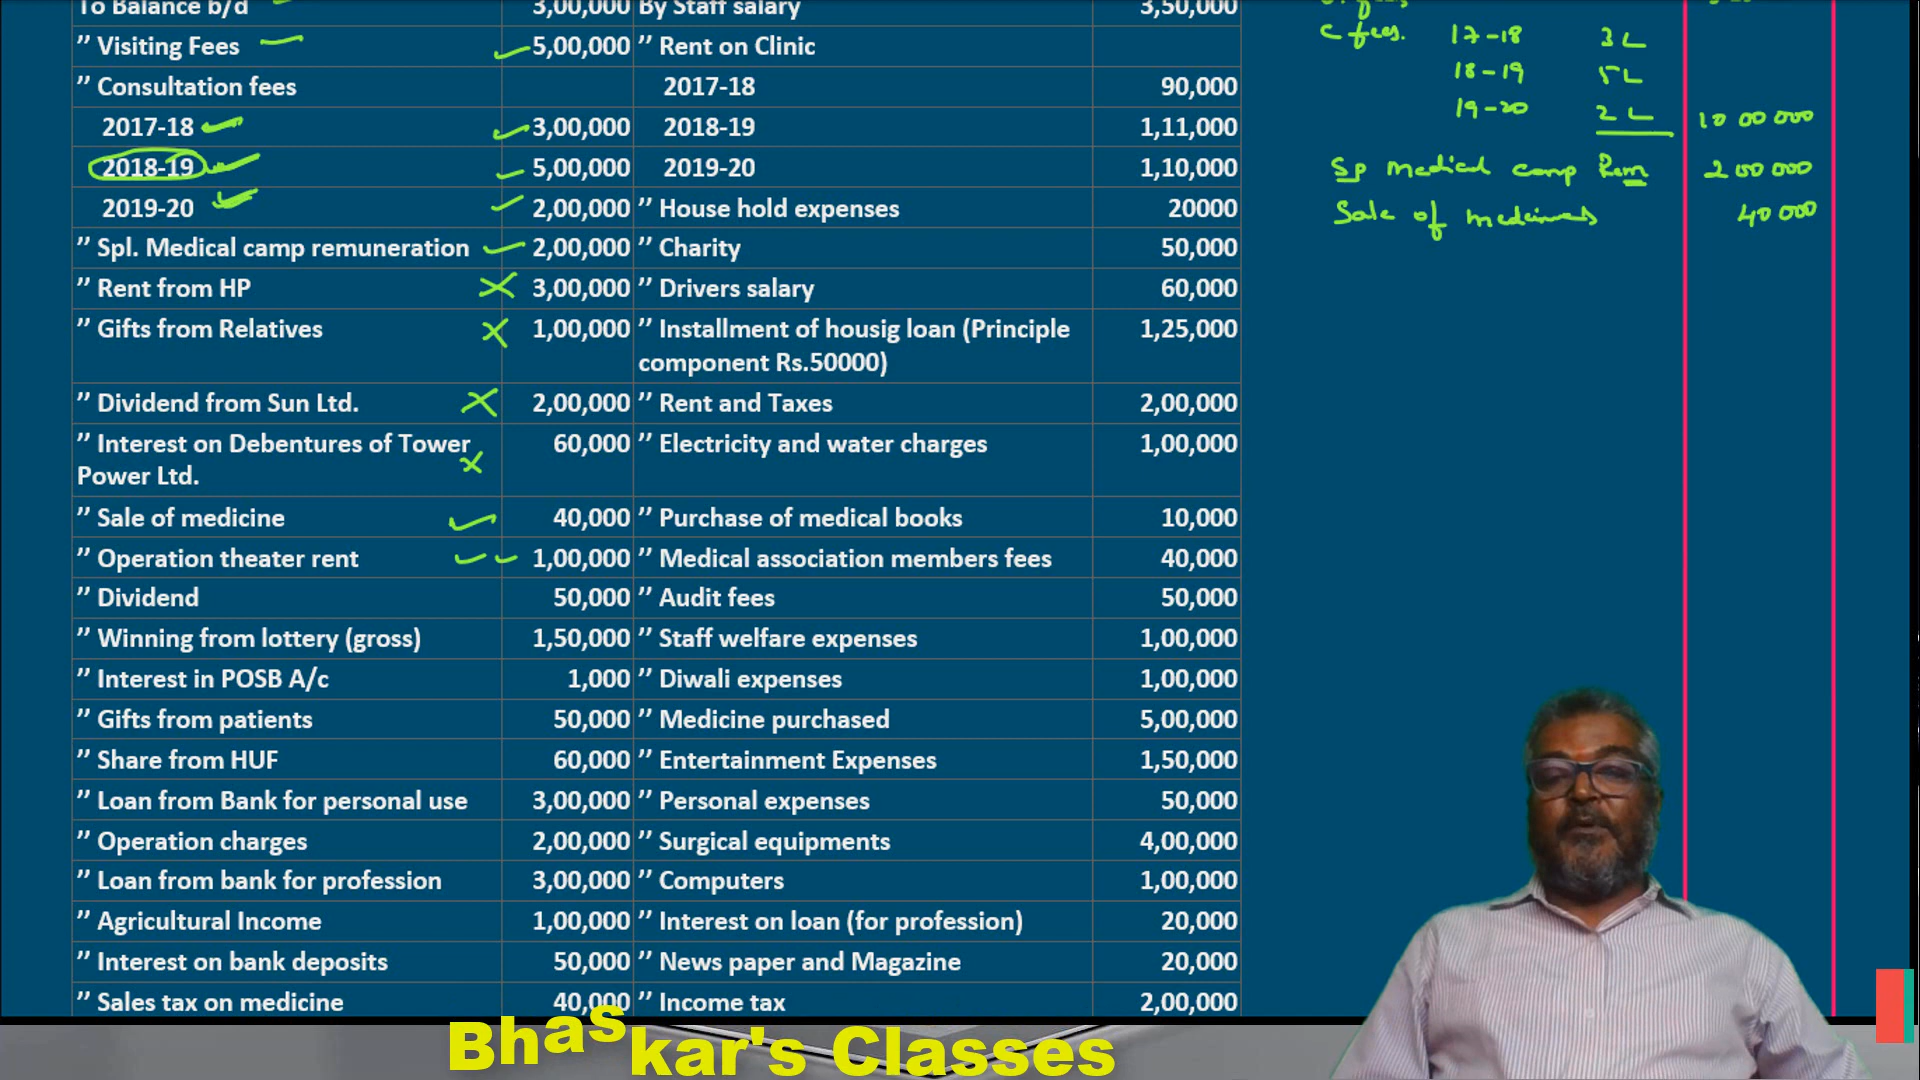 To Balance b/d 3,00,000 By Staff salary 3,50,000
” Visiting Fees 5,00,000 ” Rent on Clinic
” Consultation fees 2017-18 90,000
2017-18 3,00,000 2018-19 1,11,000
2018-19 5,00,000 2019-20 1,10,000
2019-20 2,00,000 ” House hold expenses 20000
” Spl. Medical camp remuneration 2,00,000 ” Charity 50,000
” Rent from HP 3,00,000 ” Drivers salary 60,000
” Gifts from Relatives 1,00,000 ” Installment of housig loan (Principle component Rs.50000) 1,25,000
” Dividend from Sun Ltd. 2,00,000 ” Rent and Taxes 2,00,000
” Interest on Debentures of Tower Power Ltd. 60,000 ” Electricity and water charges 1,00,000
” Sale of medicine 40,000 ” Purchase of medical books 10,000
” Operation theater rent 1,00,000 ” Medical association members fees 40,000
” Dividend 50,000 ” Audit fees 50,000
” Winning from lottery (gross) 1,50,000 ” Staff welfare expenses 1,00,000
” Interest in POSB A/c 1,000 ” Diwali expenses 1,00,000
” Gifts from patients 50,000 ” Medicine purchased 5,00,000
” Share from HUF 60,000 ” Entertainment Expenses 1,50,000
” Loan from Bank for personal use 3,00,000 ” Personal expenses 50,000
” Operation charges 2,00,000 ” Surgical equipments 4,00,000
” Loan from bank for profession 3,00,000 ” Computers 1,00,000
” Agricultural Income 1,00,000 ” Interest on loan (for profession) 20,000
” Interest on bank deposits 50,000 ” News paper and Magazine 20,000
” Sales tax on medicine 40,000 ” Income tax 2,00,000
C fees. 17-18 3L
18-19 5L
19-20 2L 10 00 000
Sp medical camp Rem 2 00 000
Sale of 40 000
Bhaskar's Classes